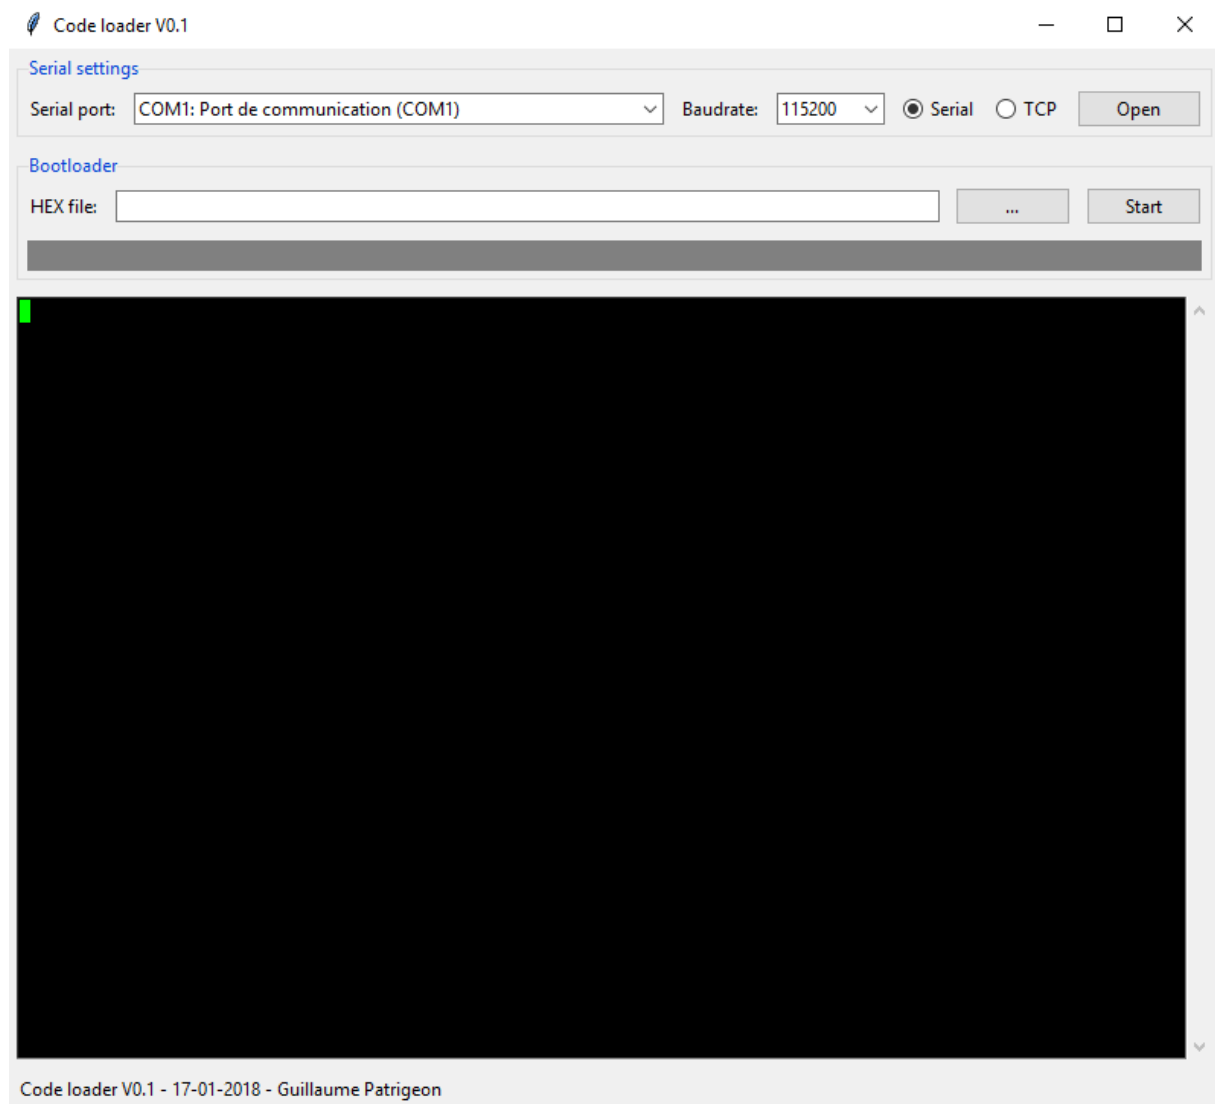 Code loader V0.1
Serial settings
Serial port: COM1: Port de communication (COM1) Baudrate: 115200 Serial TCP Open
Bootloader
HEX file: ... Start
Code loader V0.1 - 17-01-2018 - Guillaume Patrigeon